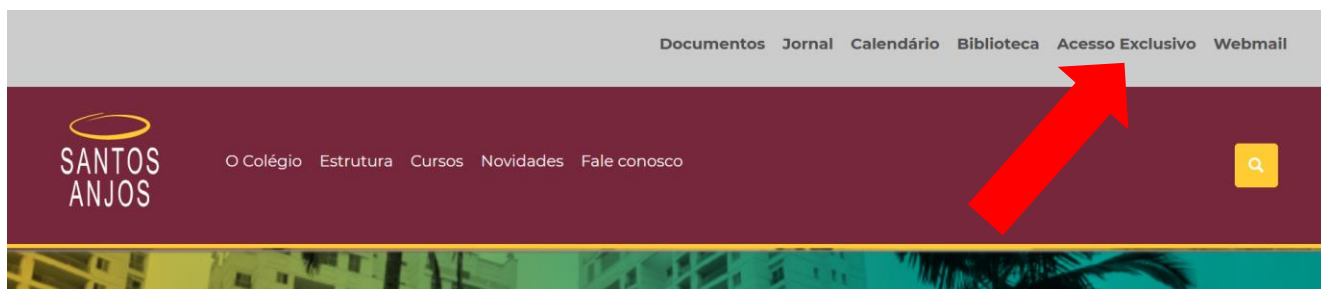 Documentos Jornal Calendário Biblioteca Acesso Exclusivo Webmail
SANTOS
ANJOS
O Colégio Estrutura Cursos Novidades Fale conosco